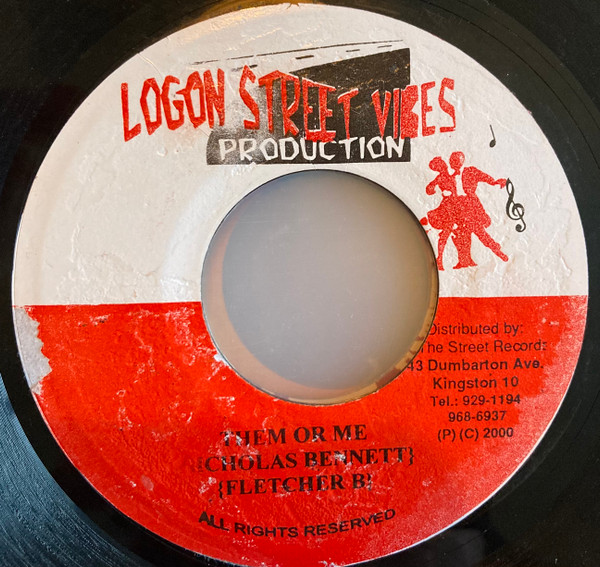 LOGON STREET VIBES
PRODUCTION
Distributed by:
The Street Records
43 Dumbarton Ave.
Kingston 10
Tel.: 929-1194
968-6937
(P) (C) 2000
THEM OR ME
NICHOLAS BENNETT}
{FLETCHER B}
ALL RIGHTS RESERVED